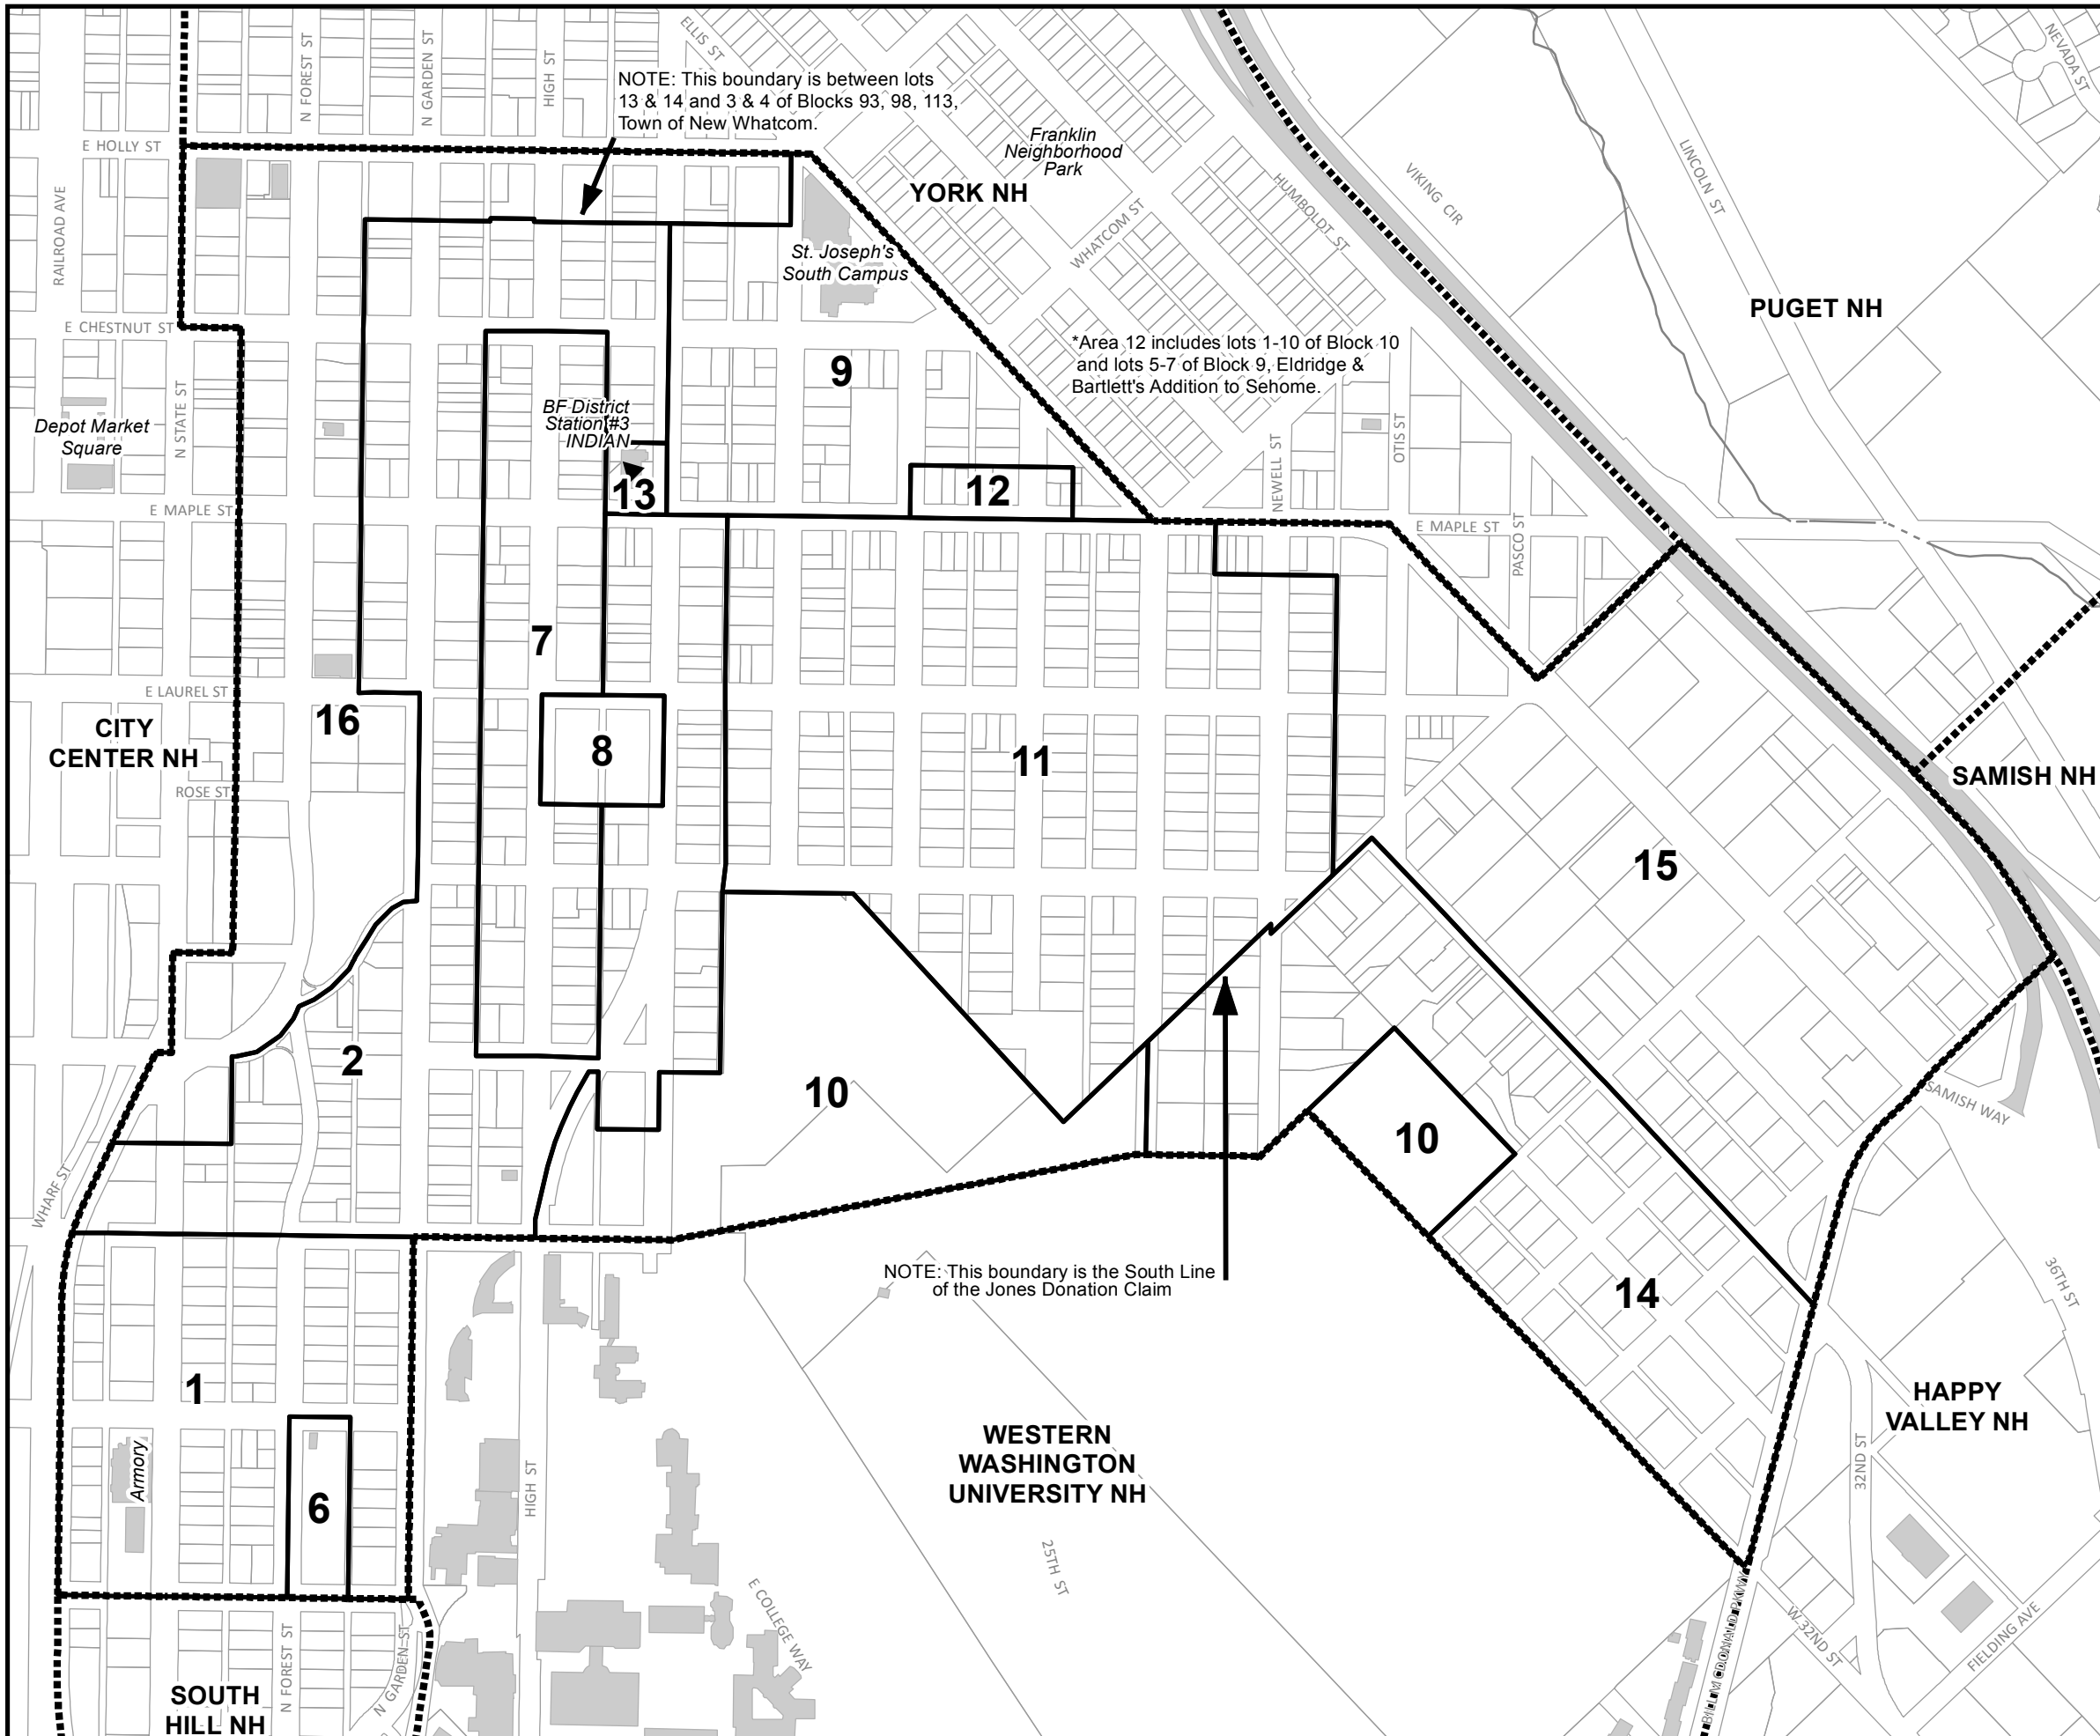 ELLIS ST
NEVADA ST
N FOREST ST
N GARDEN ST
HIGH ST
NOTE: This boundary is between lots
13 & 14 and 3 & 4 of Blocks 93, 98, 113,
Town of New Whatcom.
E HOLLY ST
Franklin
Neighborhood
Park
YORK NH
LINCOLN ST
VIKING CIR
HUMBOLDT ST
WHATCOM ST
RAILROAD AVE
St. Joseph's
South Campus
PUGET NH
E CHESTNUT ST
*Area 12 includes lots 1-10 of Block 10
and lots 5-7 of Block 9, Eldridge &
Bartlett's Addition to Sehome.
9
N STATE ST
Depot Market
Square
BF District
Station #3
INDIAN
OTIS ST
NEWELL ST
13
12
E MAPLE ST
E MAPLE ST
PASCO ST
7
E LAUREL ST
16
CITY
CENTER NH
8
11
SAMISH NH
ROSE ST
15
2
10
10
SAMISH WAY
WHARF ST
NOTE: This boundary is the South Line
of the Jones Donation Claim
14
36TH ST
1
HAPPY
VALLEY NH
Armory
6
HIGH ST
WESTERN
WASHINGTON
UNIVERSITY NH
32ND ST
25TH ST
E COLLEGE WAY
BILL MCDONALD PKWY
W 32ND ST
FIELDING AVE
N FOREST ST
N GARDEN ST
SOUTH
HILL NH